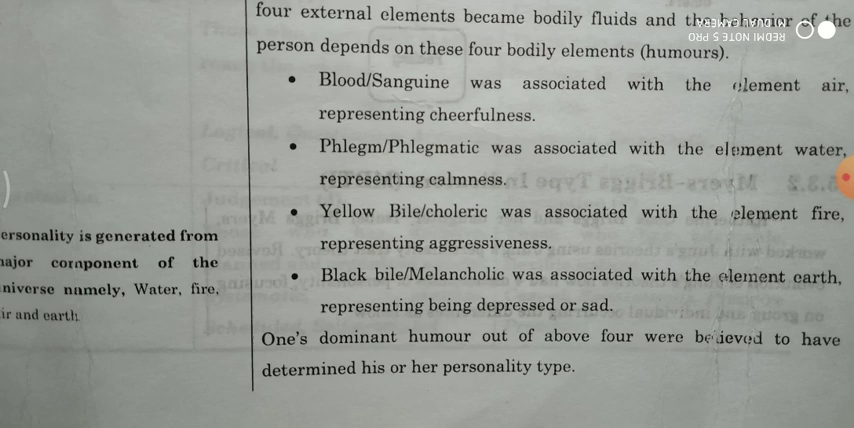 four external elements became bodily fluids and the behavior of the
person depends on these four bodily elements (humours).
• Blood/Sanguine was associated with the element air,
representing cheerfulness.
• Phlegm/Phlegmatic was associated with the element water,
representing calmness.
• Yellow Bile/choleric was associated with the element fire,
representing aggressiveness.
• Black bile/Melancholic was associated with the element earth,
representing being depressed or sad.
One's dominant humour out of above four were believed to have
determined his or her personality type.
ersonality is generated from
major component of the
niverse namely, Water, fire,
ir and earth
REDMI NOTE 5 PRO
MI DUAL CAMERA